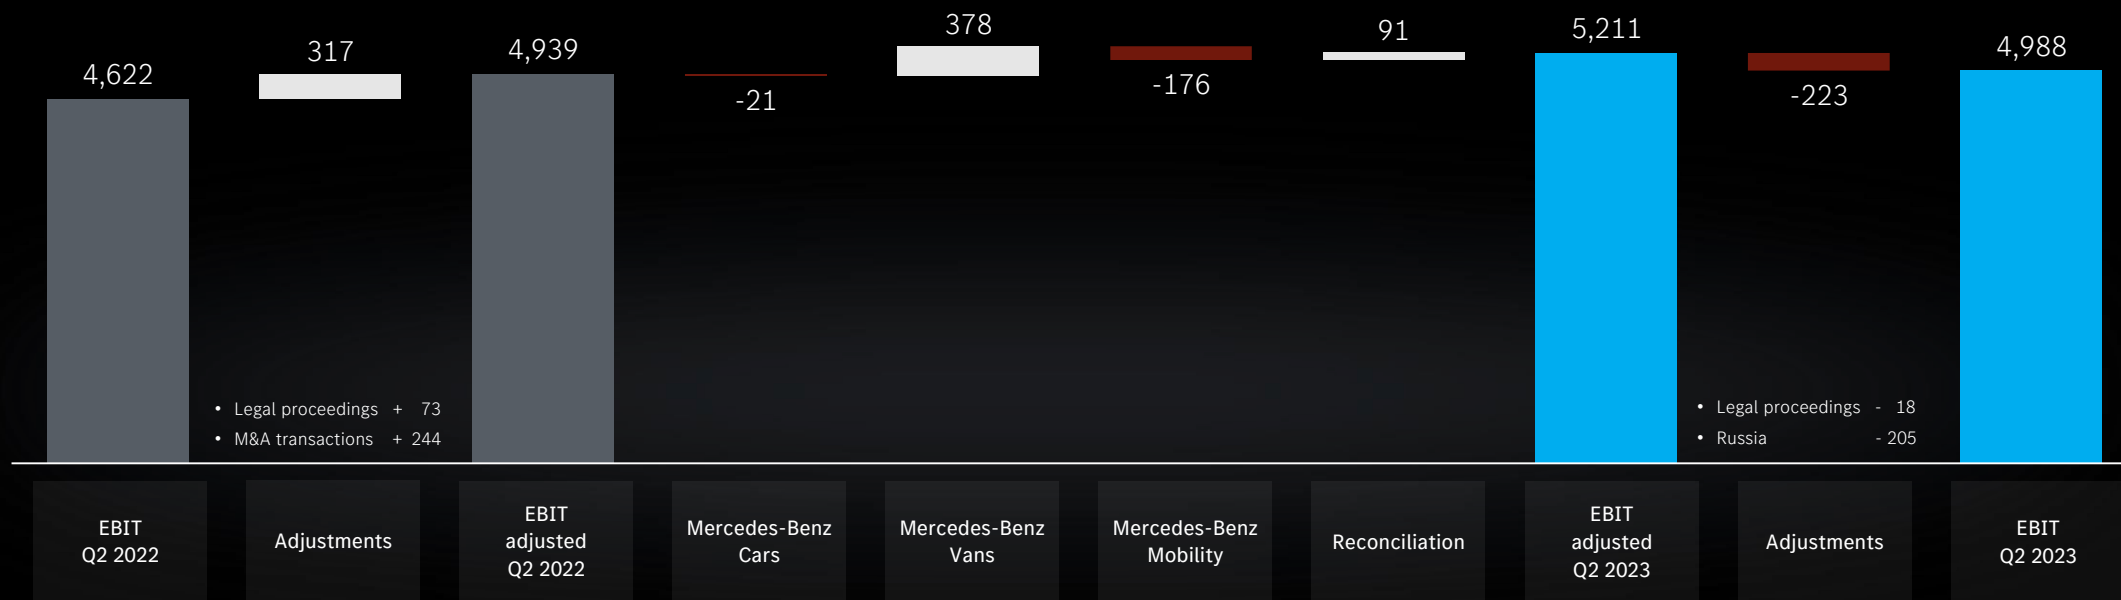 4,622
317
4,939
-21
378
-176
91
5,211
-223
4,988
• Legal proceedings + 73
• M&A transactions + 244
• Legal proceedings - 18
• Russia - 205
EBIT
Q2 2022
Adjustments
EBIT
adjusted
Q2 2022
Mercedes-Benz
Cars
Mercedes-Benz
Vans
Mercedes-Benz
Mobility
Reconciliation
EBIT
adjusted
Q2 2023
Adjustments
EBIT
Q2 2023